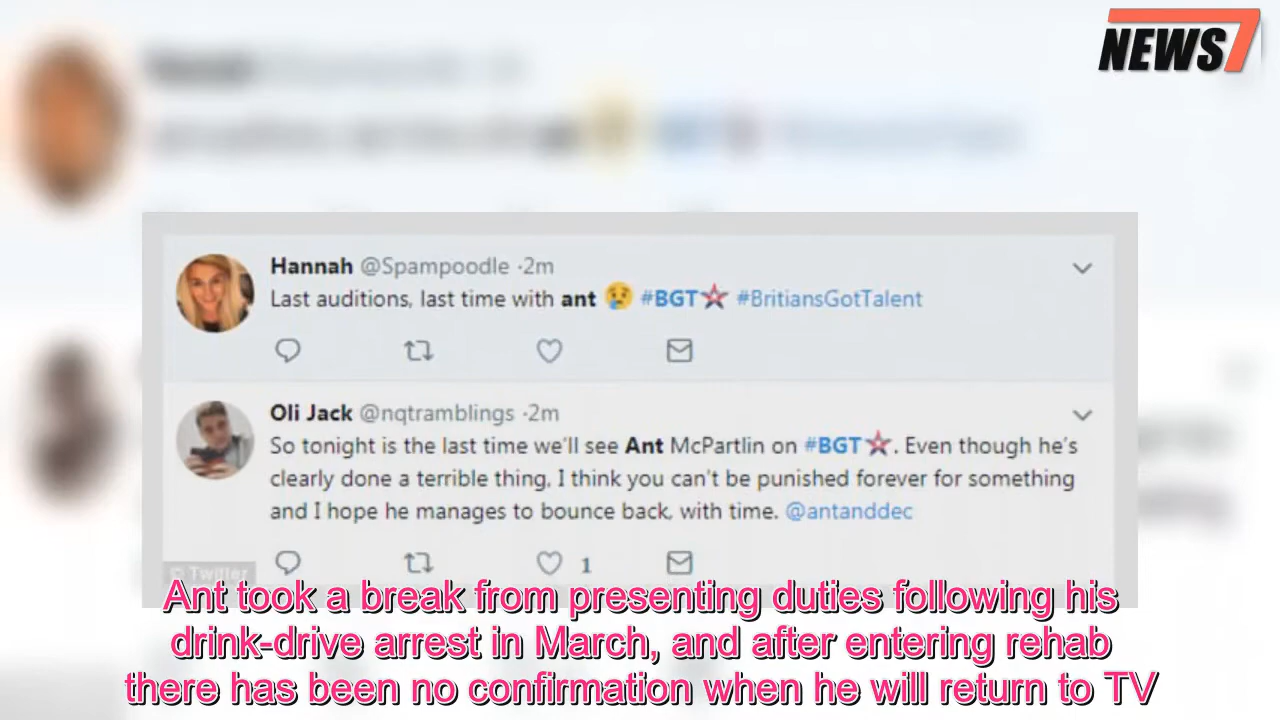 NEWS7
Hannah @Spampoodle ·2m
Last auditions, last time with ant 😢 #BGT #BritiansGotTalent
Oli Jack @nqtramblings ·2m
So tonight is the last time we'll see Ant McPartlin on #BGT. Even though he's
clearly done a terrible thing, I think you can't be punished forever for something
and I hope he manages to bounce back, with time. @antanddec
1
© Twitter
Ant took a break from presenting duties following his
drink-drive arrest in March, and after entering rehab
there has been no confirmation when he will return to TV